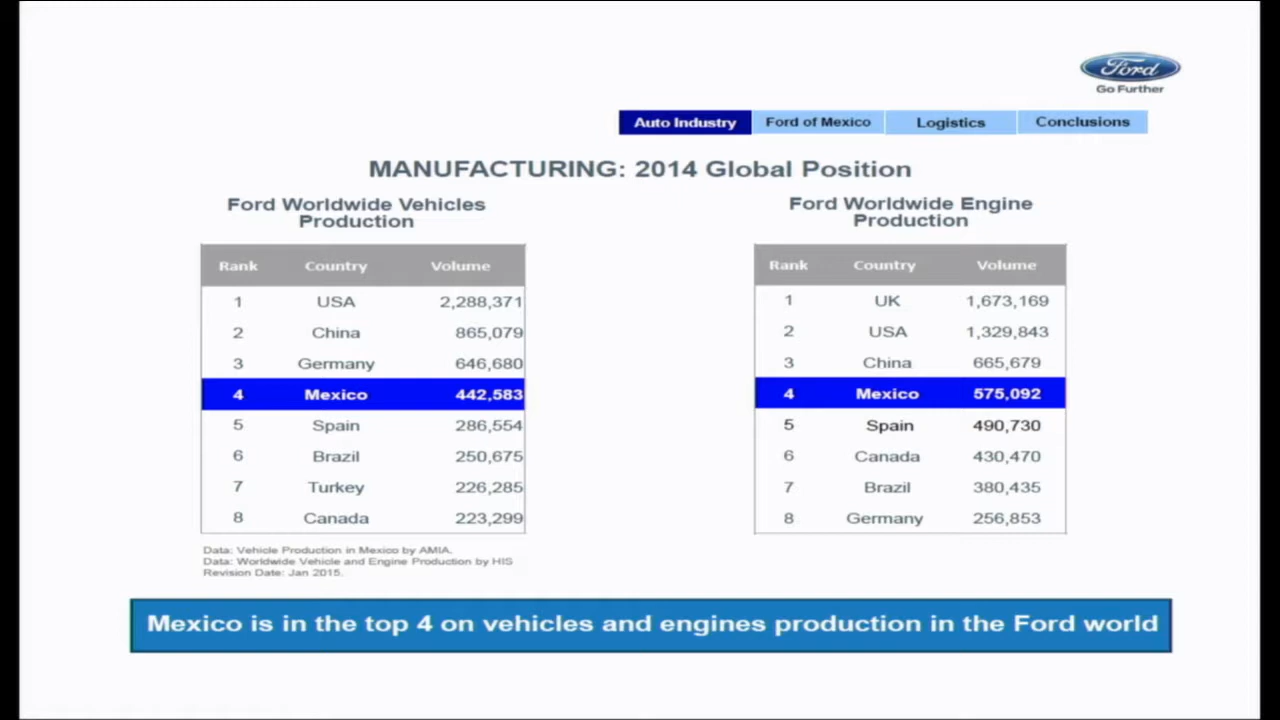 Ford
Go Further
Auto Industry Ford of Mexico Logistics Conclusions
MANUFACTURING: 2014 Global Position
Ford Worldwide Vehicles
Production
Rank Country Volume
1 USA 2,288,371
2 China 865,079
3 Germany 646,680
4 Mexico 442,583
5 Spain 286,554
6 Brazil 250,675
7 Turkey 226,285
8 Canada 223,299
Data: Vehicle Production in Mexico by AMIA.
Data: Worldwide Vehicle and Engine Production by HIS
Revision Date: Jan 2015.
Ford Worldwide Engine
Production
Rank Country Volume
1 UK 1,673,169
2 USA 1,329,843
3 China 665,679
4 Mexico 575,092
5 Spain 490,730
6 Canada 430,470
7 Brazil 380,435
8 Germany 256,853
Mexico is in the top 4 on vehicles and engines production in the Ford world